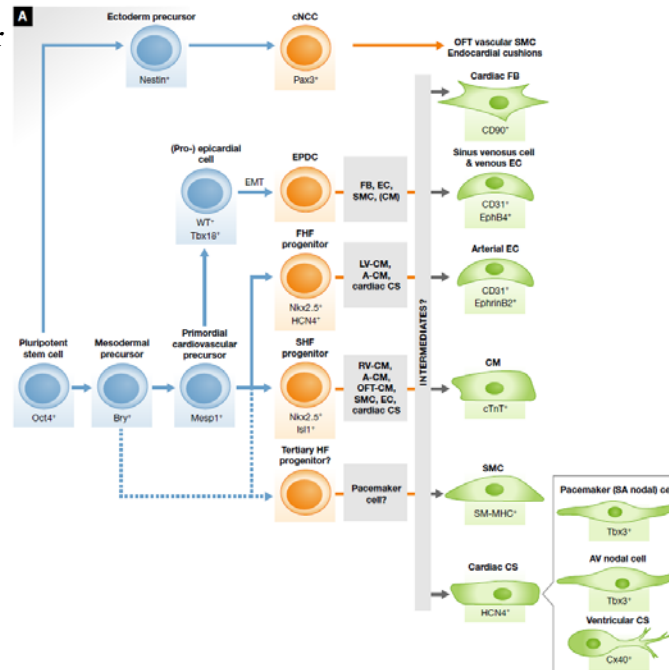 A
Ectoderm precursor
Nestin⁺
cNCC
Pax3⁺
OFT vascular SMC
Endocardial cushions
Cardiac FB
CD90⁺
(Pro-) epicardial
cell
WT⁺
Tbx18⁺
EMT
EPDC
FB, EC,
SMC, (CM)
Sinus venosus cell
& venous EC
CD31⁺
EphB4⁺
FHF
progenitor
Nkx2.5⁺
HCN4⁺
LV-CM,
A-CM,
cardiac CS
Arterial EC
CD31⁺
EphrinB2⁺
INTERMEDIATES?
Pluripotent
stem cell
Oct4⁺
Mesodermal
precursor
Bry⁺
Primordial
cardiovascular
precursor
Mesp1⁺
SHF
progenitor
Nkx2.5⁺
Isl1⁺
RV-CM,
A-CM,
OFT-CM,
SMC, EC,
cardiac CS
CM
cTnT⁺
Tertiary HF
progenitor?
Pacemaker
cell?
SMC
SM-MHC⁺
Cardiac CS
HCN4⁺
Pacemaker (SA nodal) ce
Tbx3⁺
AV nodal cell
Tbx3⁺
Ventricular CS
Cx40⁺